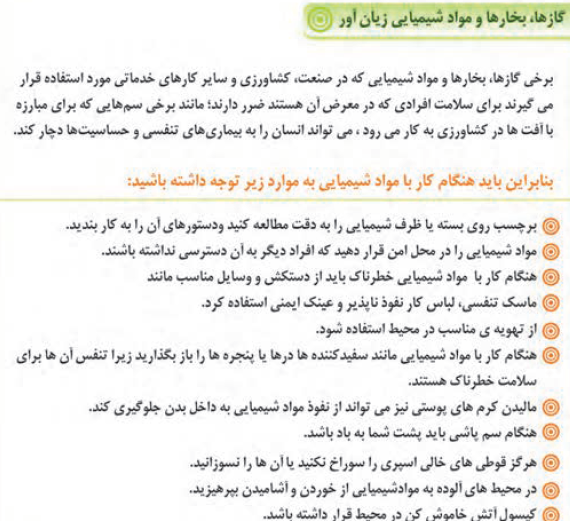 گازها، بخارها و مواد شیمیایی زیان آور
برخی گازها، بخارها و مواد شیمیایی که در صنعت، کشاورزی و سایر کارهای خدماتی مورد استفاده قرار
می گیرند برای سلامت افرادی که در معرض آن هستند ضرر دارند؛ مانند برخی سم‌هایی که برای مبارزه
با آفت ها در کشاورزی به کار می رود ، می تواند انسان را به بیماری‌های تنفسی و حساسیت‌ها دچار کند.
بنابراین باید هنگام کار با مواد شیمیایی به موارد زیر توجه داشته باشید:
برچسب روی بسته یا ظرف شیمیایی را به دقت مطالعه کنید ودستورهای آن را به کار بندید.
مواد شیمیایی را در محل امن قرار دهید که افراد دیگر به آن دسترسی نداشته باشند.
هنگام کار با مواد شیمیایی خطرناک باید از دستکش و وسایل مناسب مانند
ماسک تنفسی، لباس کار نفوذ ناپذیر و عینک ایمنی استفاده کرد.
از تهویه ی مناسب در محیط استفاده شود.
هنگام کار با مواد شیمیایی مانند سفیدکننده ها درها یا پنجره ها را باز بگذارید زیرا تنفس آن ها برای
سلامت خطرناک هستند.
مالیدن کرم های پوستی نیز می تواند از نفوذ مواد شیمیایی به داخل بدن جلوگیری کند.
هنگام سم پاشی باید پشت شما به باد باشد.
هرگز قوطی های خالی اسپری را سوراخ نکنید یا آن ها را نسوزانید.
در محیط های آلوده به موادشیمیایی از خوردن و آشامیدن بپرهیزید.
کپسول آتش خاموش کن در محیط قرار داشته باشد.